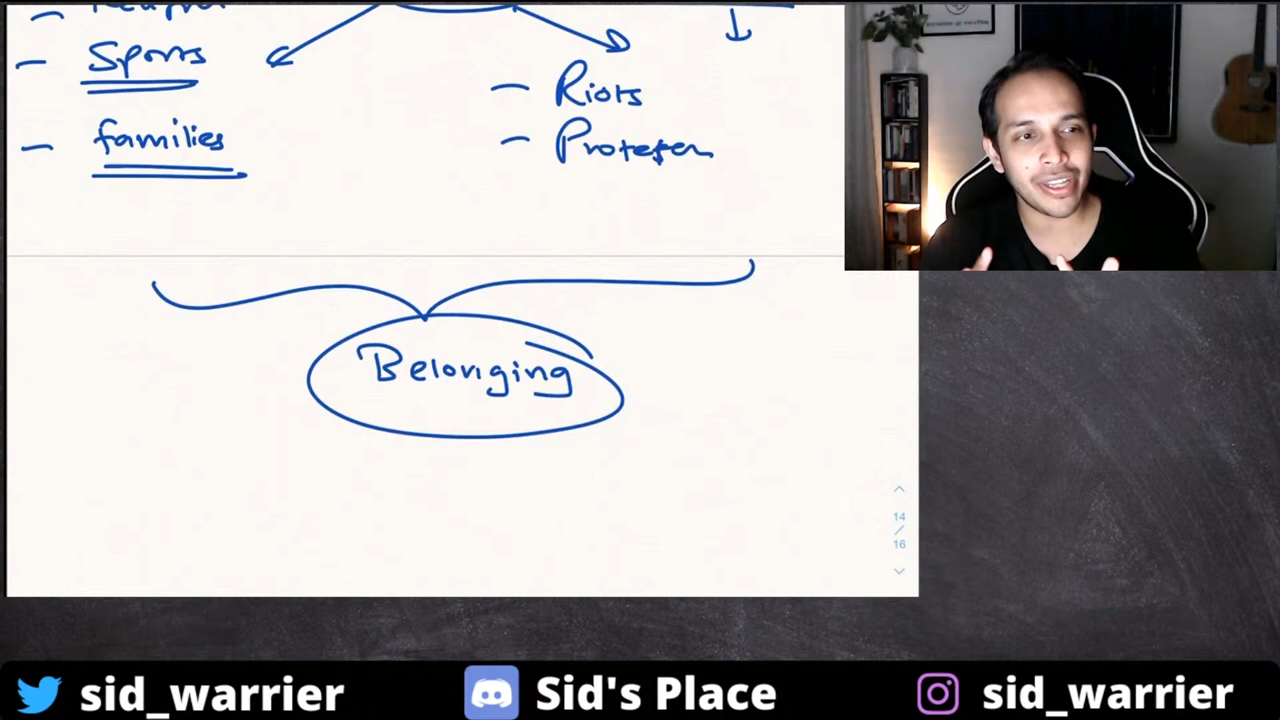 - Sports
- families
- Riots
- Protests
Belonging
14
/
16
sid_warrier
Sid's Place
sid_warrier